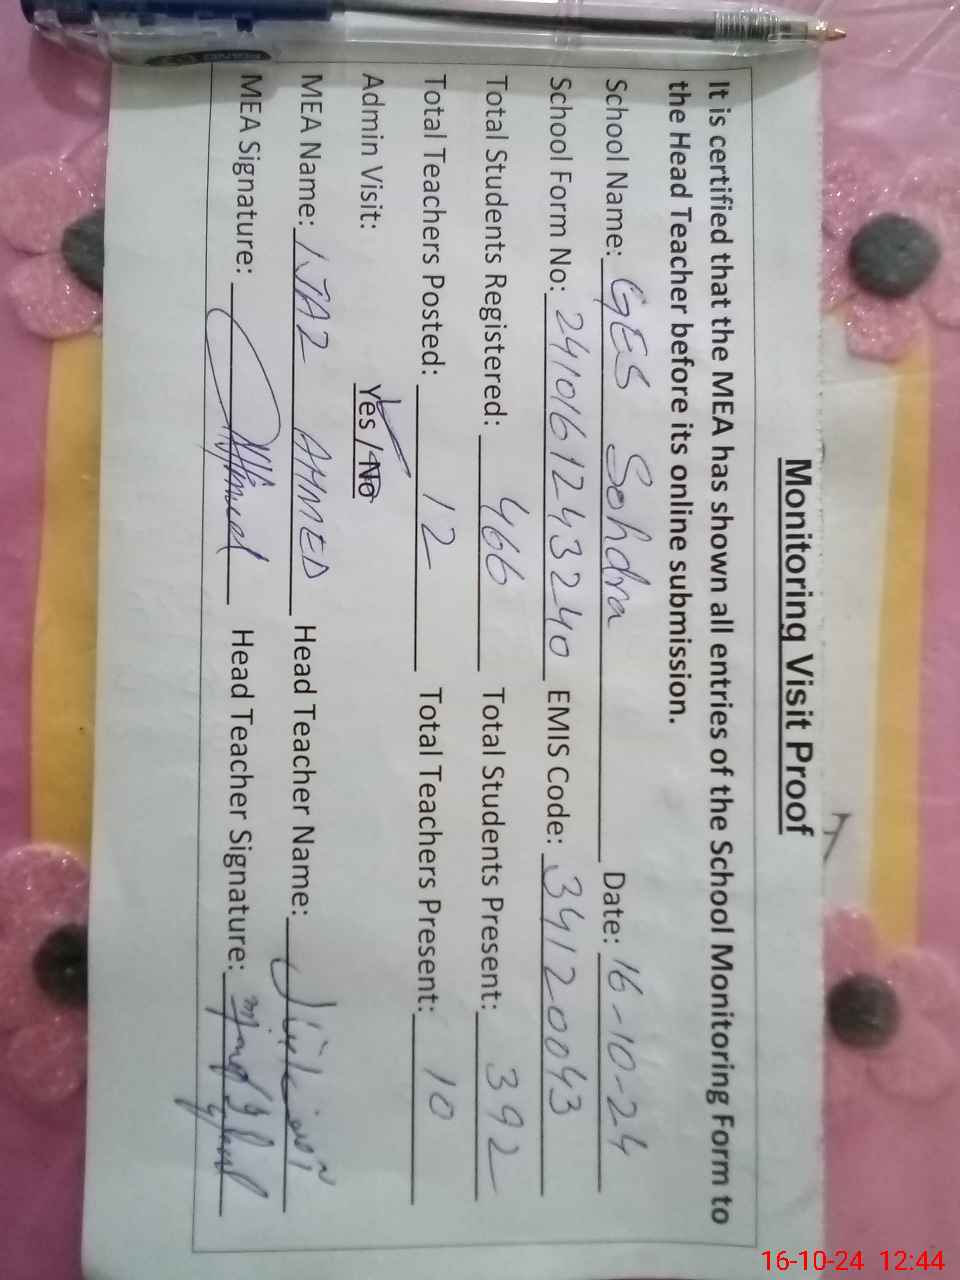 Monitoring Visit Proof
It is certified that the MEA has shown all entries of the School Monitoring Form to
the Head Teacher before its online submission.
School Name: GES Sohdra Date: 16-10-24
School Form No: 2410161243240 EMIS Code: 34120043
Total Students Registered: 466 Total Students Present: 392
Total Teachers Posted: 12 Total Teachers Present: 10
Admin Visit: Yes / No
MEA Name: IJAZ AHMED Head Teacher Name:
MEA Signature: Head Teacher Signature:
16-10-24 12:44